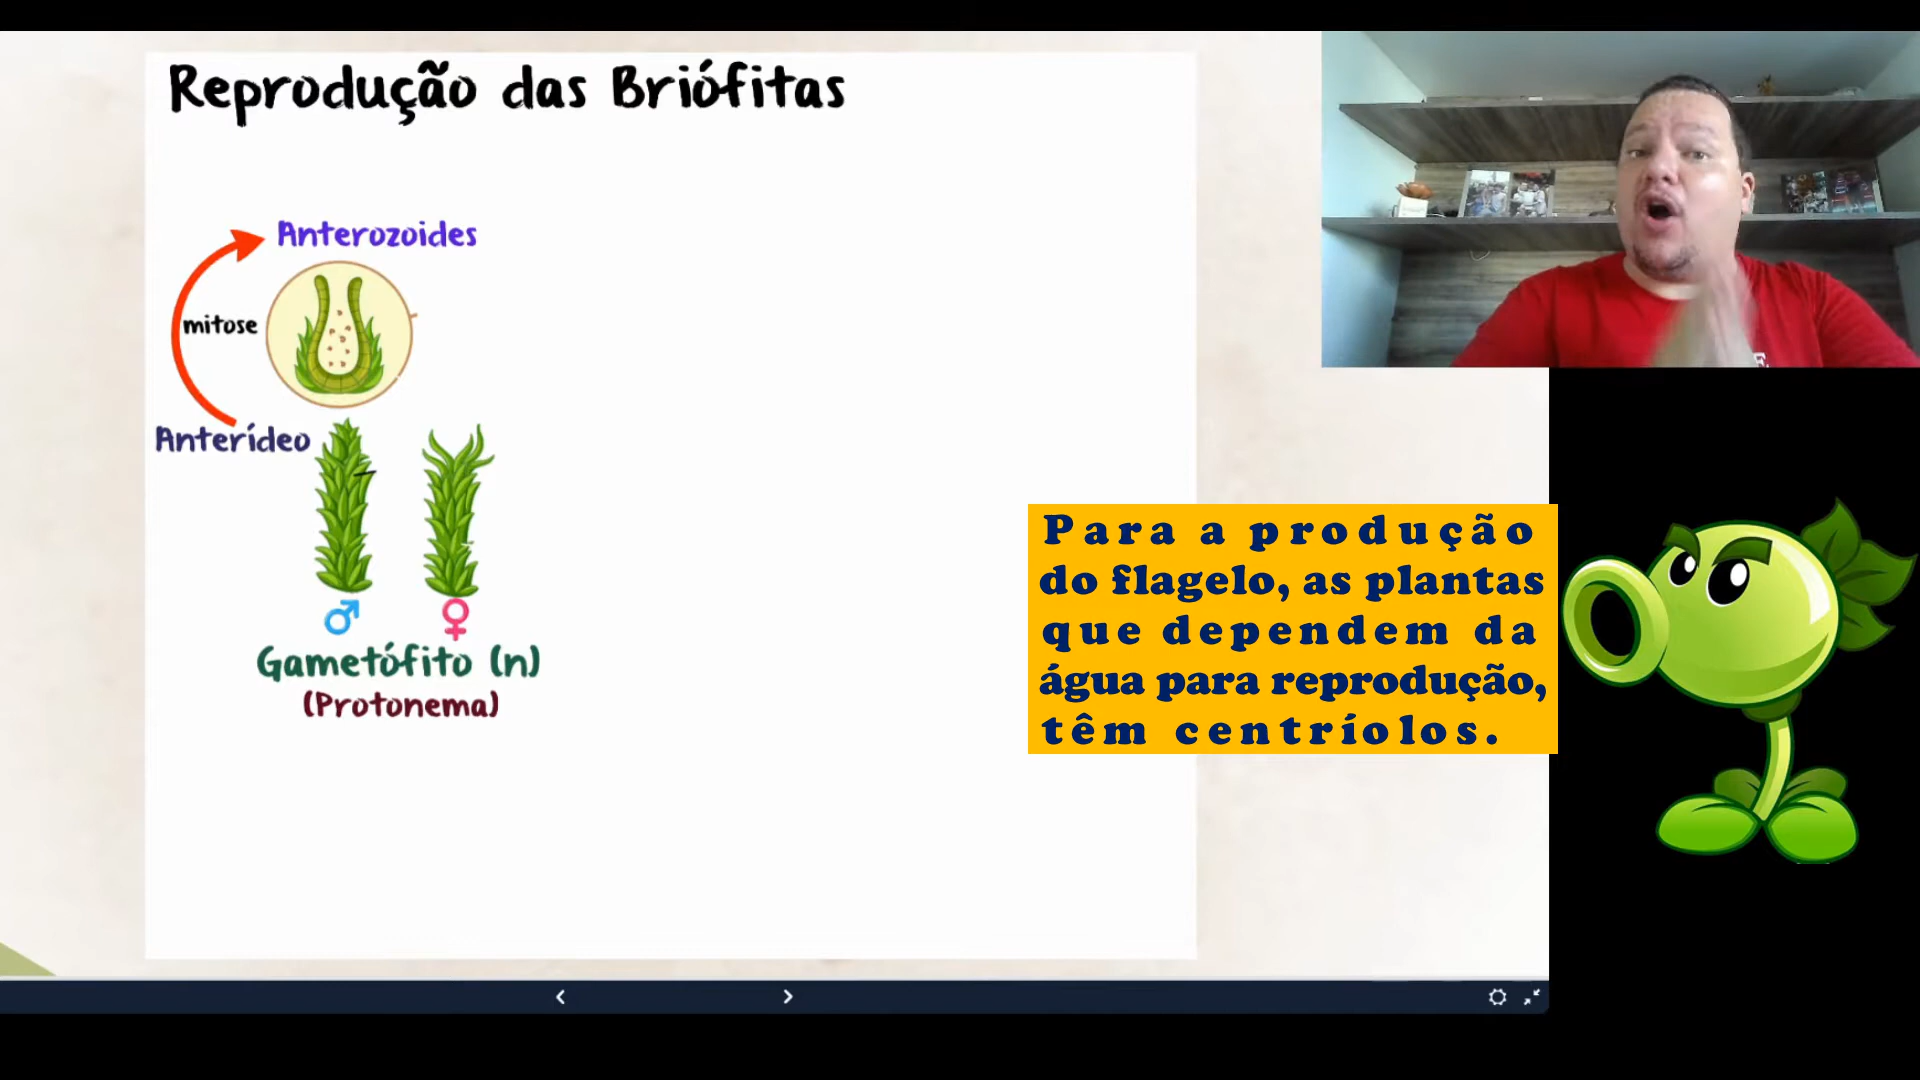 Reprodução das Briófitas
Anterozoides
mitose
Anterídeo
Gametófito (n)
(Protonema)
Para a produção
do flagelo, as plantas
que dependem da
água para reprodução,
têm centríolos.